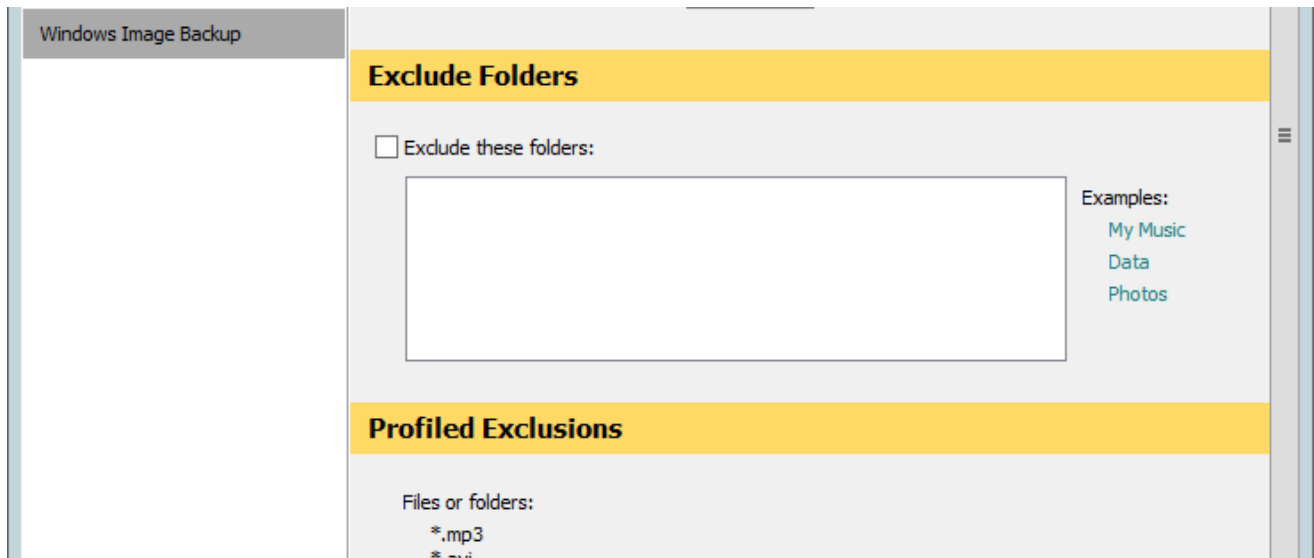 Windows Image Backup
Exclude Folders
Exclude these folders:
Examples:
My Music
Data
Photos
Profiled Exclusions
Files or folders:
*.mp3